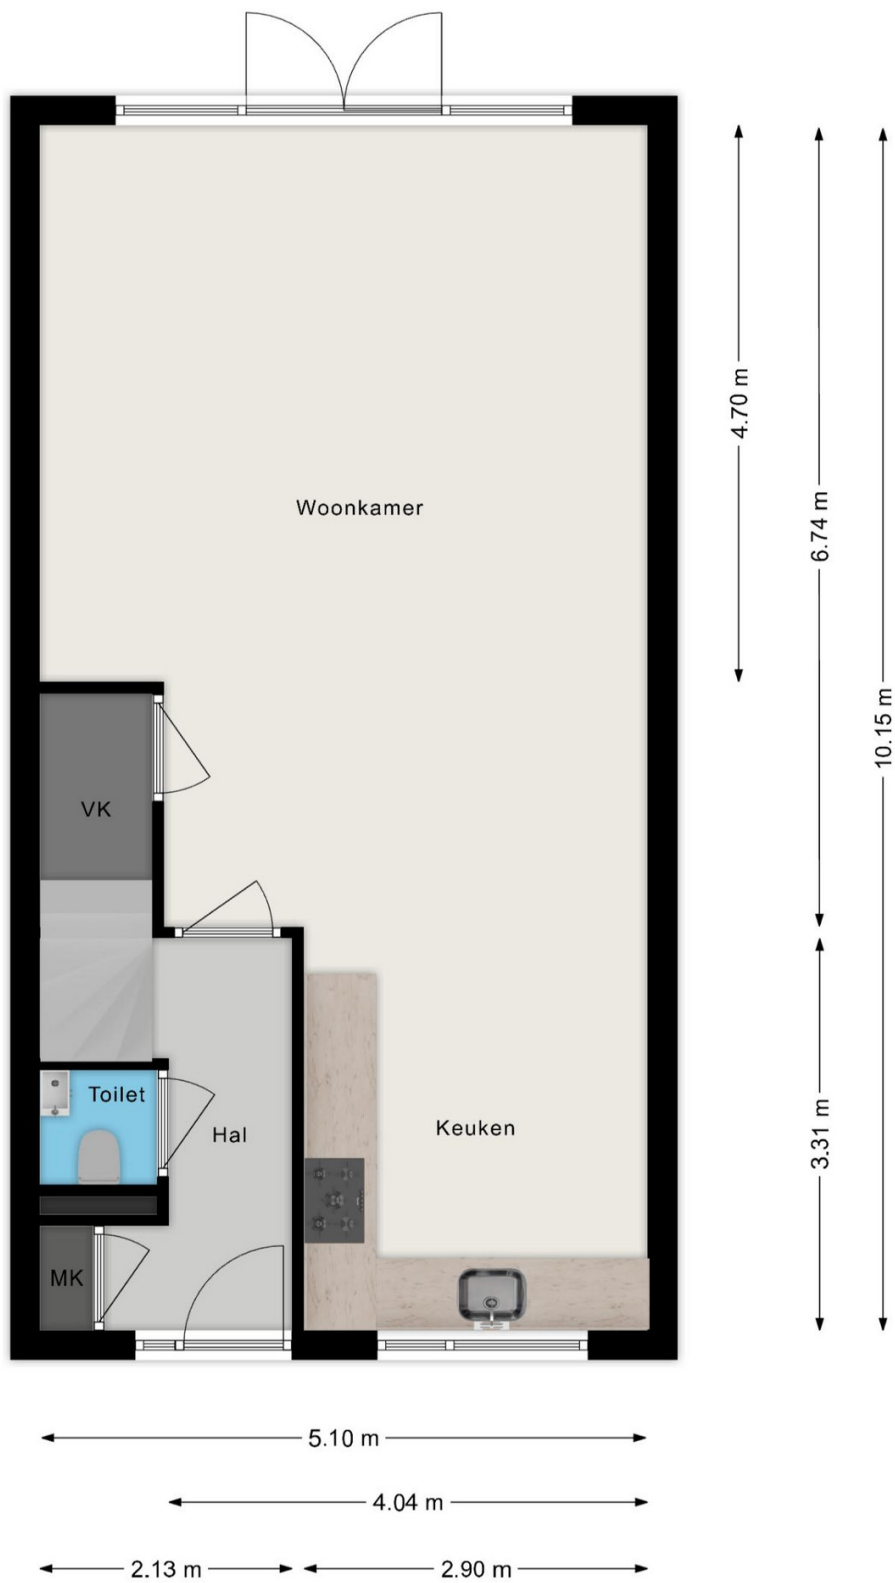 Woonkamer
4.70 m
6.74 m
10.15 m
VK
Toilet
Hal
Keuken
3.31 m
MK
5.10 m
4.04 m
2.13 m
2.90 m